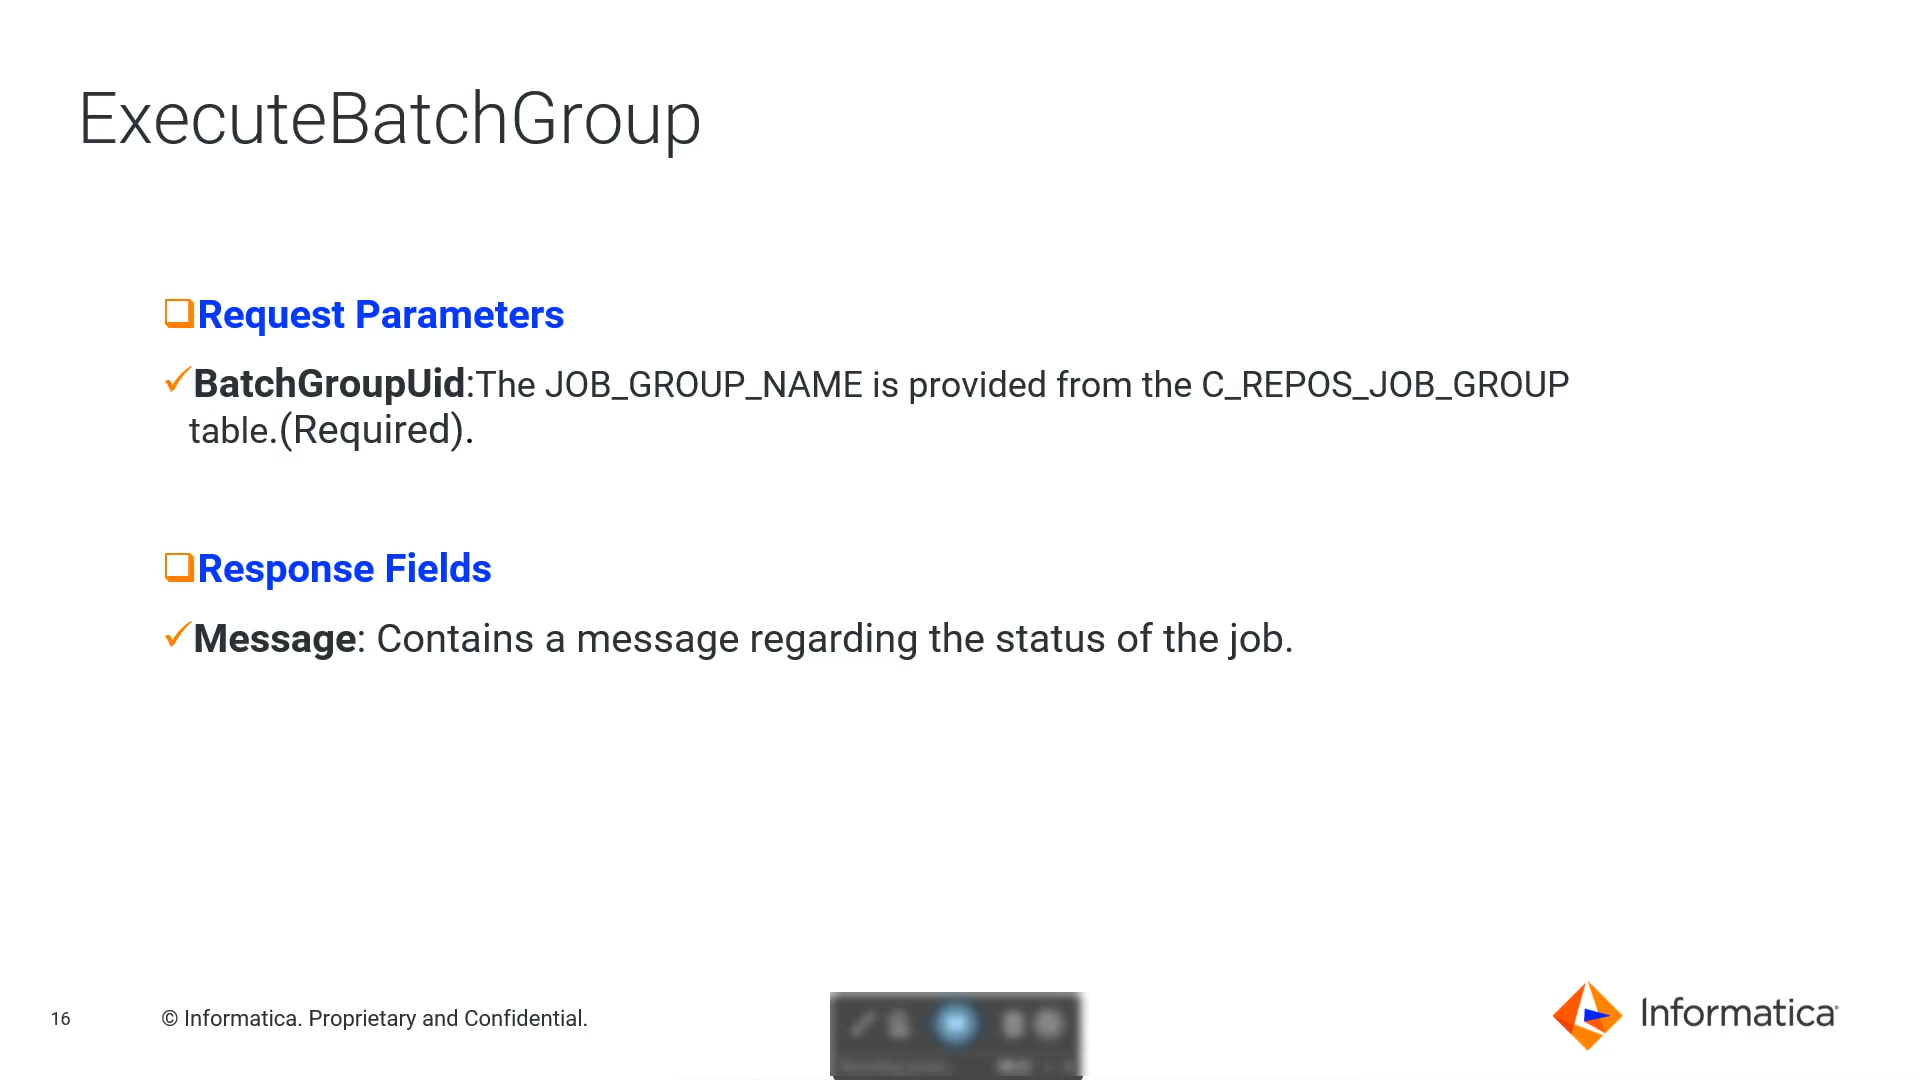 ExecuteBatchGroup
Request Parameters
BatchGroupUid:The JOB_GROUP_NAME is provided from the C_REPOS_JOB_GROUP
table.(Required).
Response Fields
Message: Contains a message regarding the status of the job.
16
© Informatica. Proprietary and Confidential.
Informatica